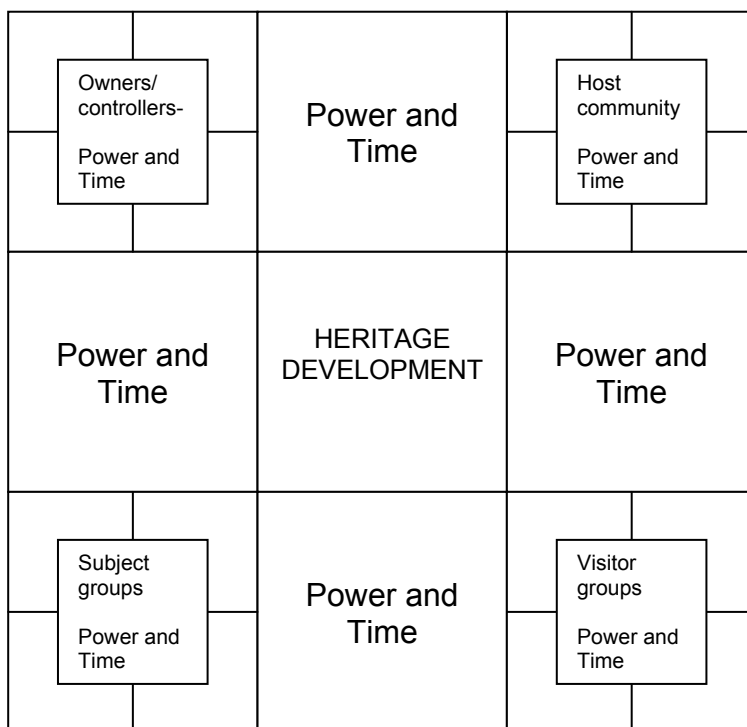 Owners/
controllers-
Power and
Time
Power and
Time
Host
community
Power and
Time
Power and
Time
HERITAGE
DEVELOPMENT
Power and
Time
Subject
groups
Power and
Time
Power and
Time
Visitor
groups
Power and
Time